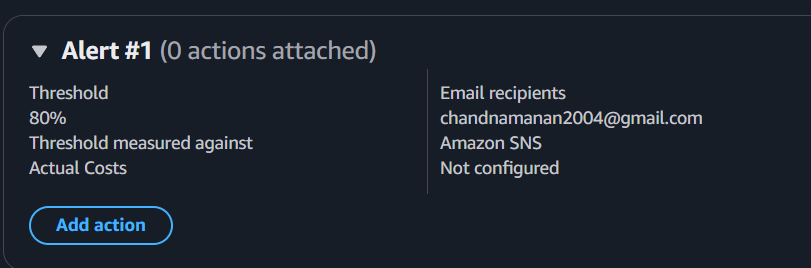 Alert #1 (0 actions attached)
Threshold
80%
Threshold measured against
Actual Costs
Email recipients
chandnamanan2004@gmail.com
Amazon SNS
Not configured
Add action